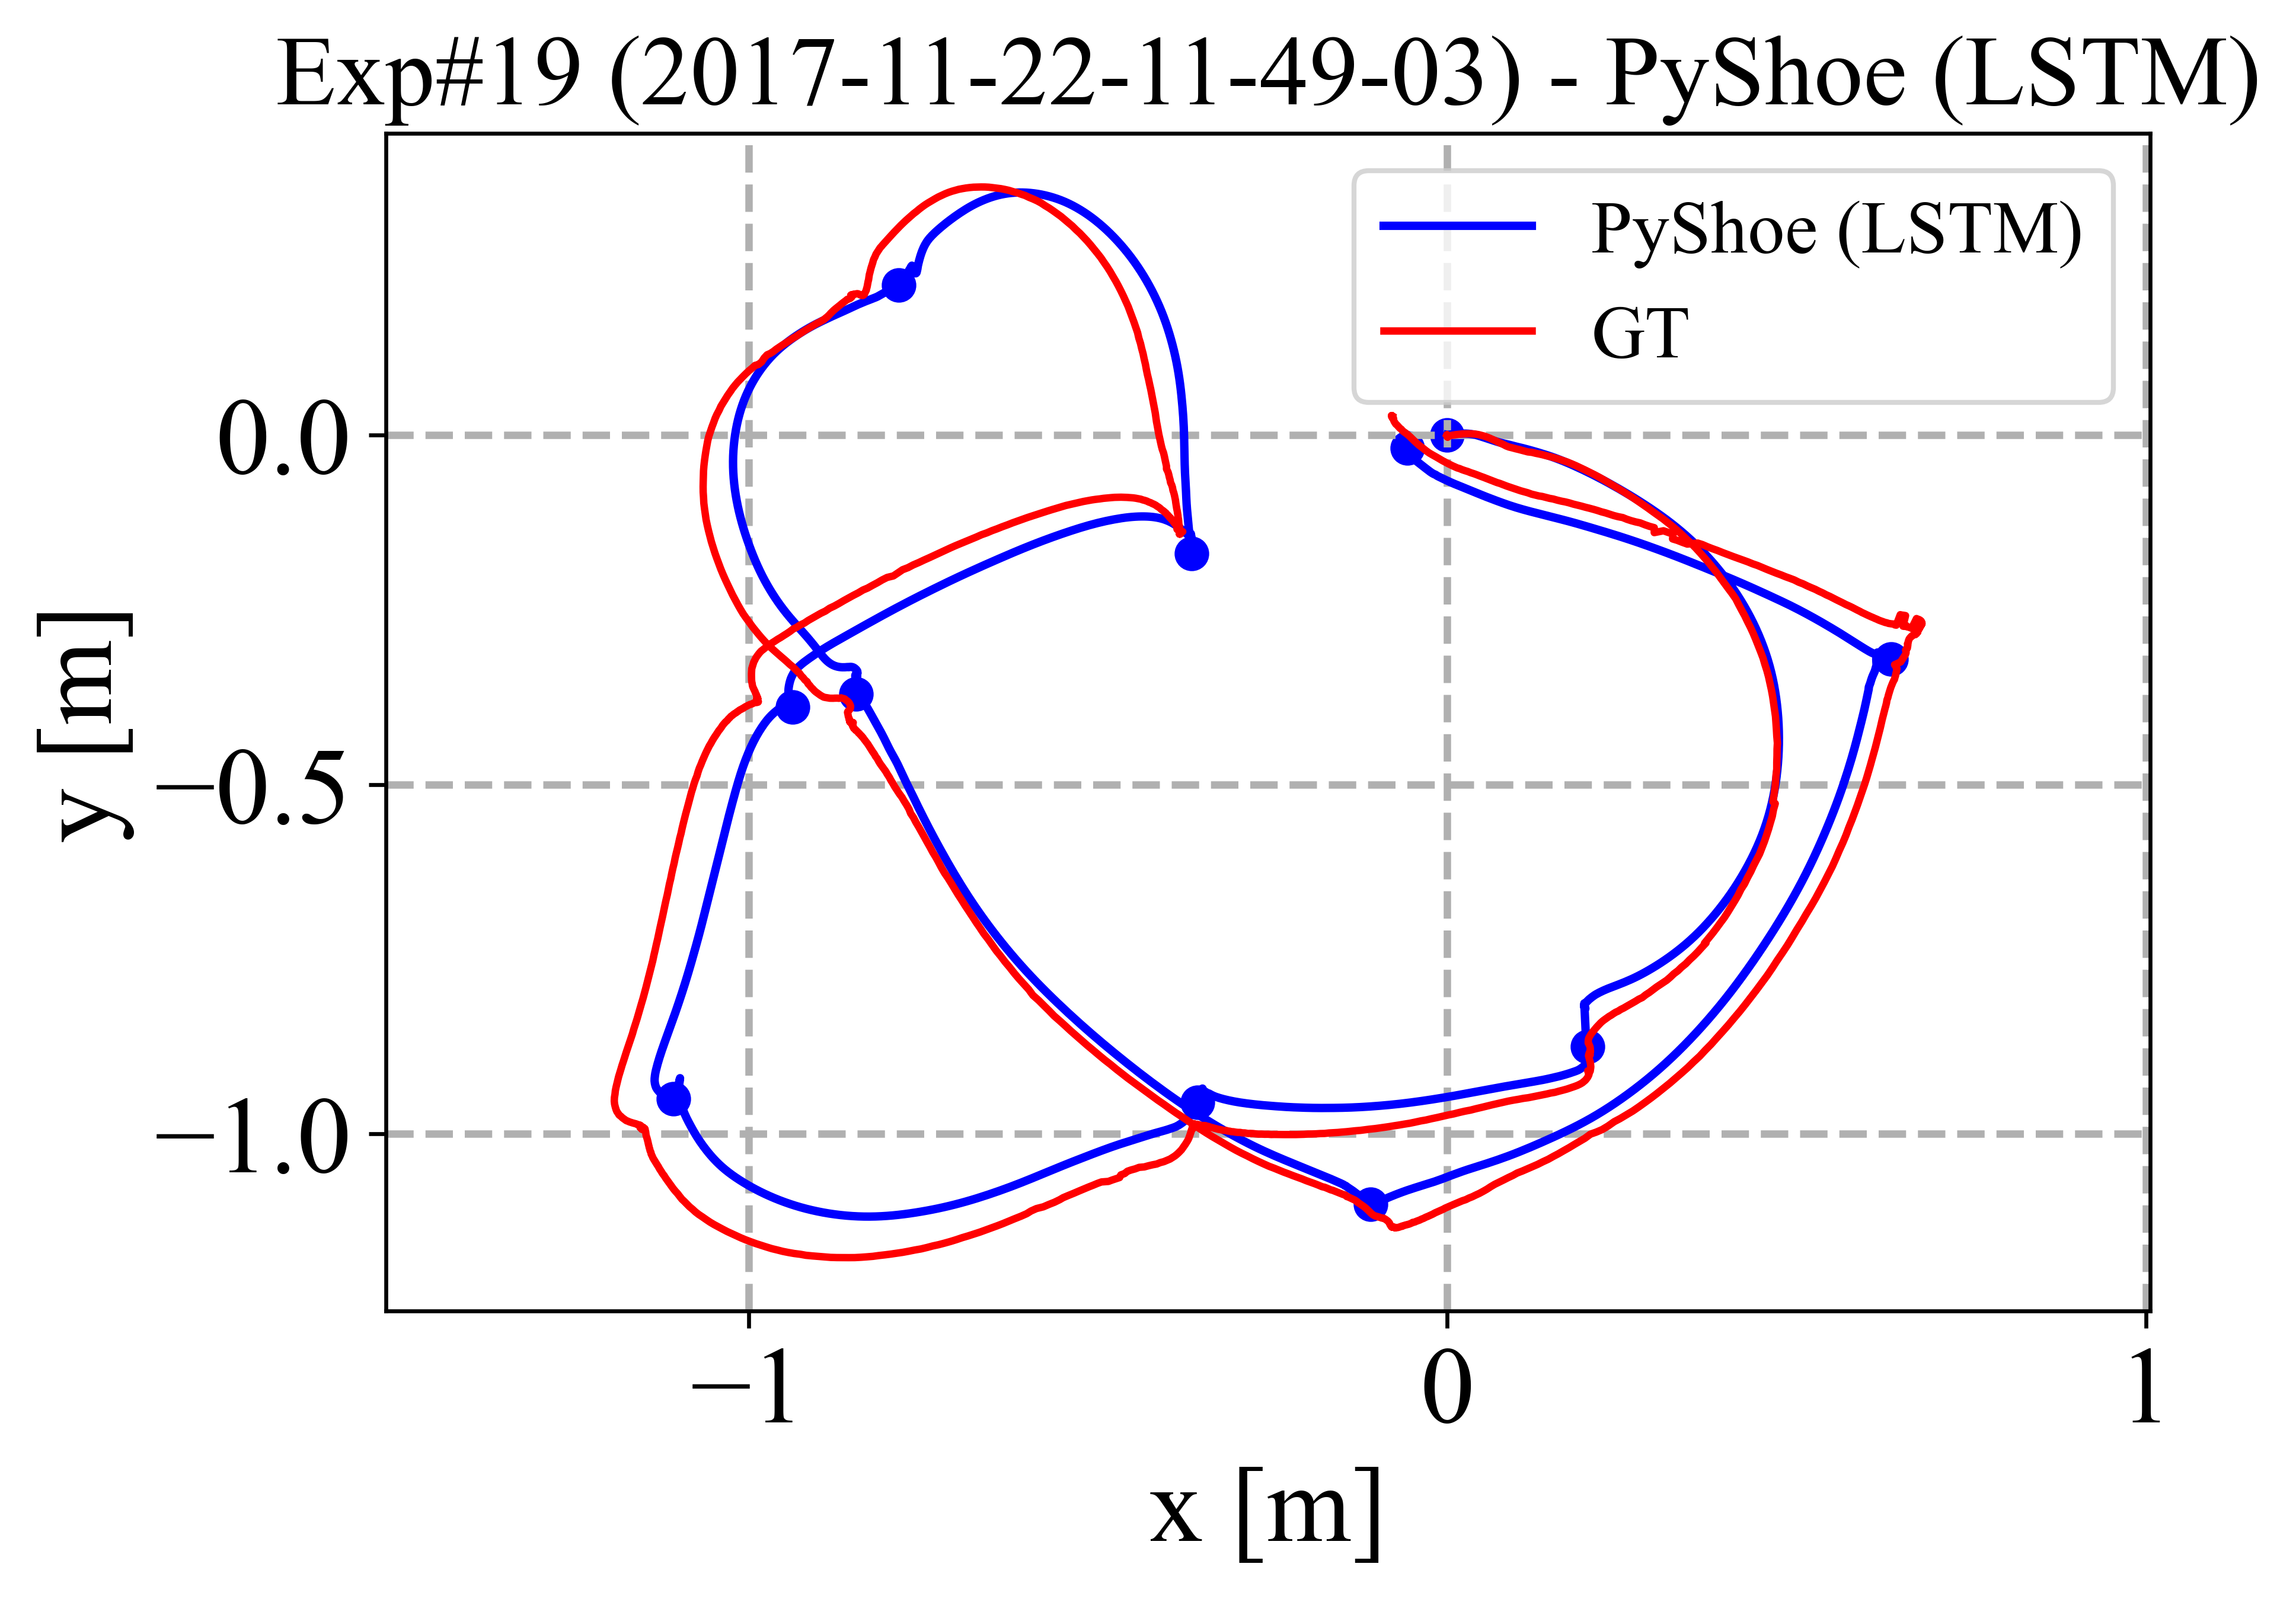 Exp#19 (2017-11-22-11-49-03) - PyShoe (LSTM)
PyShoe (LSTM)
GT
0.0
−0.5
−1.0
y [m]
−1
0
1
x [m]